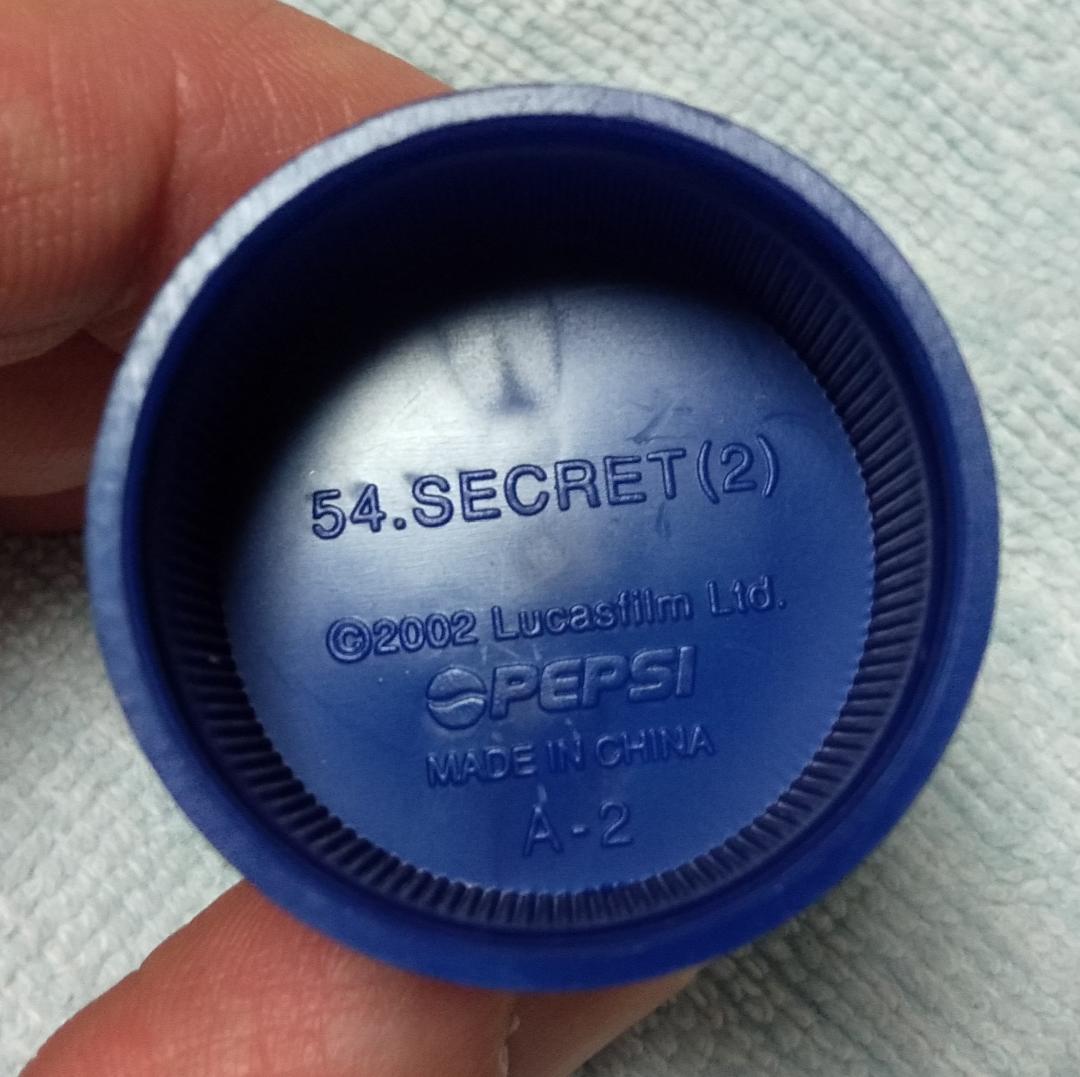 54.SECRET(2)
©2002 Lucasfilm Ltd.
PEPSI
MADE IN CHINA
A-2